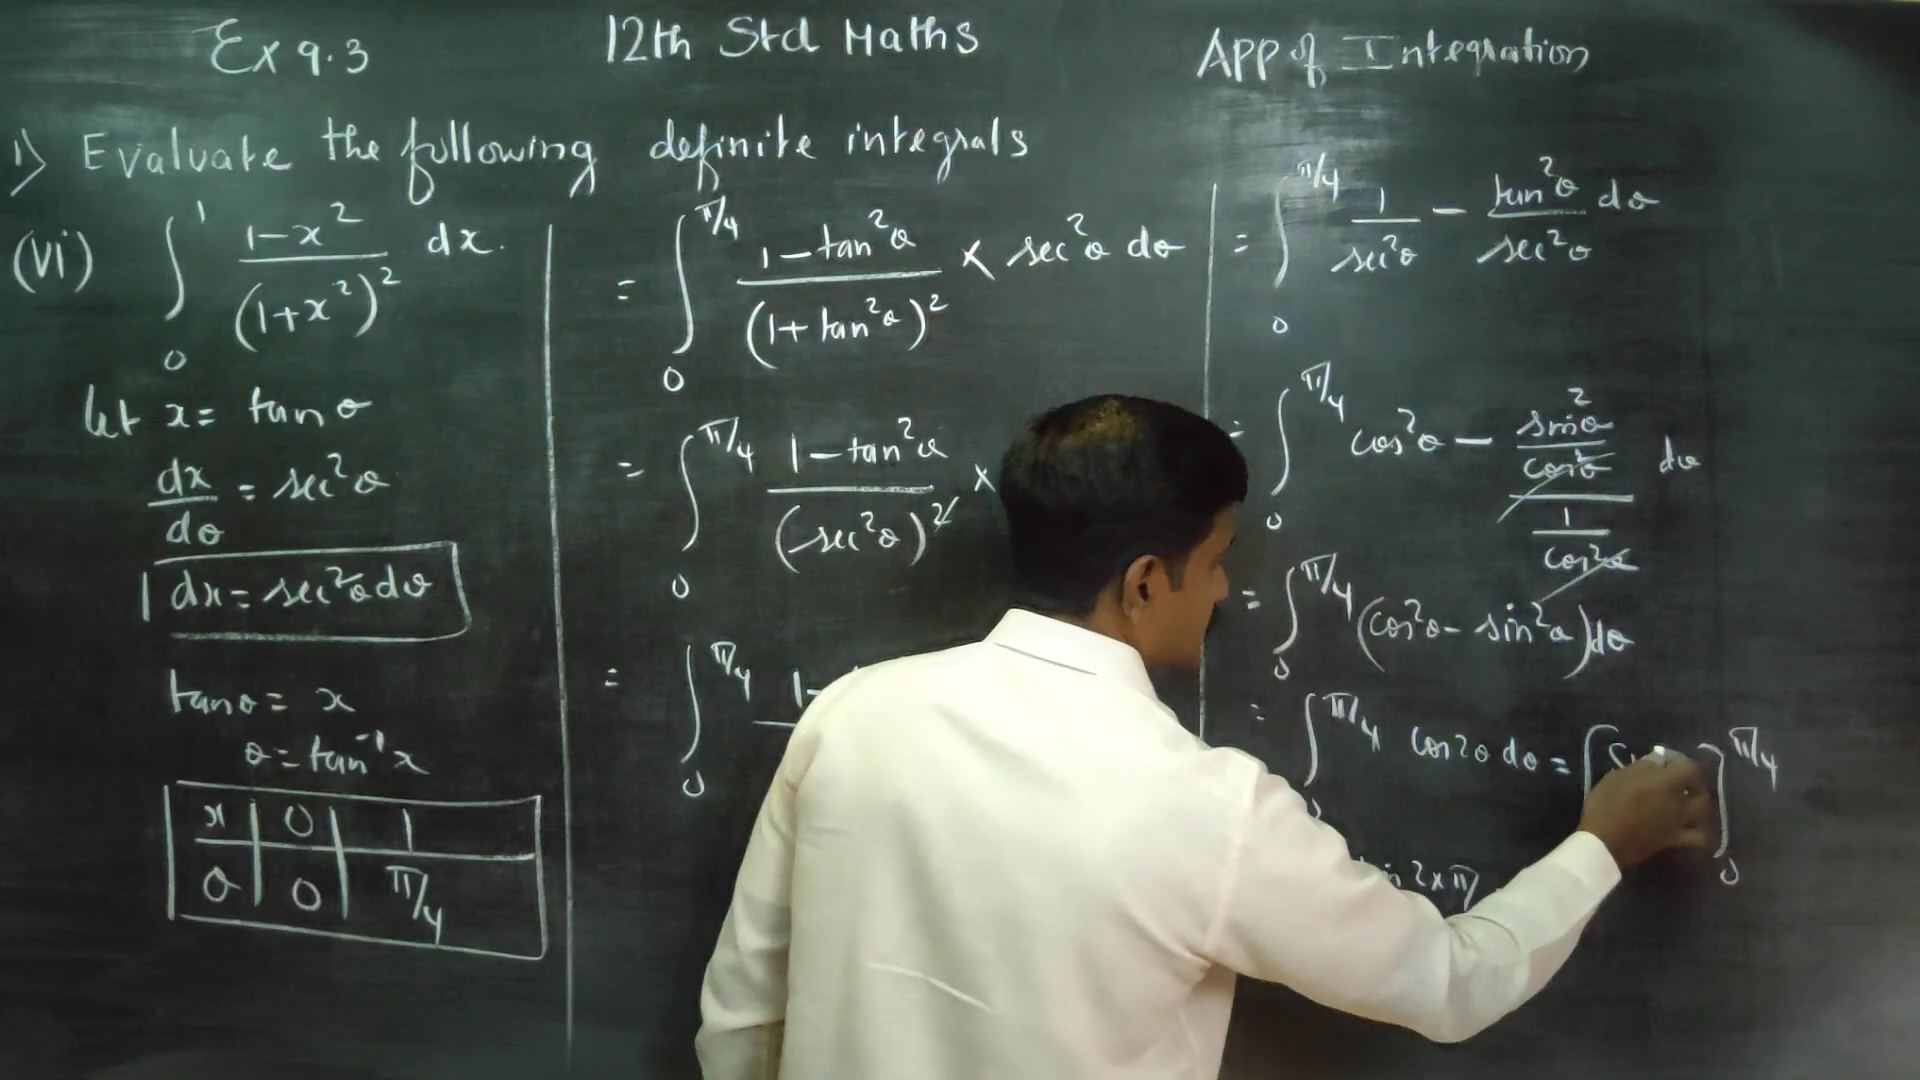 Ex 9.3
12th Std Maths
APP of Integration
1) Evaluate the following definite integrals
(vi) ∫₀¹ (1-x²)/(1+x²)² dx.
let x = tan θ
dx/dθ = sec²θ
dx = sec²θ dθ
tan θ = x
θ = tan⁻¹ x
x | 0 | 1
θ | 0 | π/4
= ∫₀^(π/4) (1-tan²θ)/(1+tan²θ)² × sec²θ dθ
= ∫₀^(π/4) (1-tan²θ)/(sec²θ)² ×
= ∫₀^(π/4) 1-
= ∫₀^(π/4) 1/sec²θ - tan²θ/sec²θ dθ
= ∫₀^(π/4) cos²θ - (sin²θ/cos²θ)/(1/cos²θ) dθ
= ∫₀^(π/4) (cos²θ - sin²θ) dθ
= ∫₀^(π/4) cos2θ dθ = [ ]₀^(π/4)
2×π/